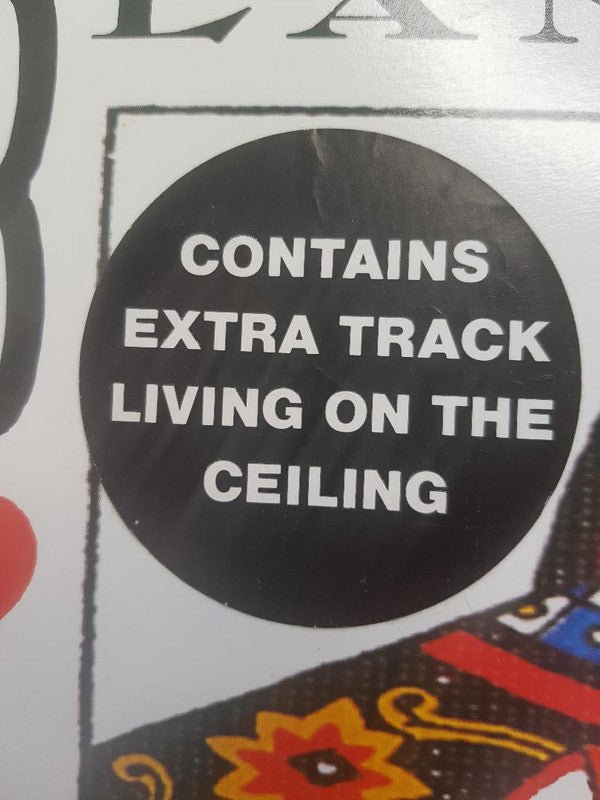 CONTAINS
EXTRA TRACK
LIVING ON THE
CEILING